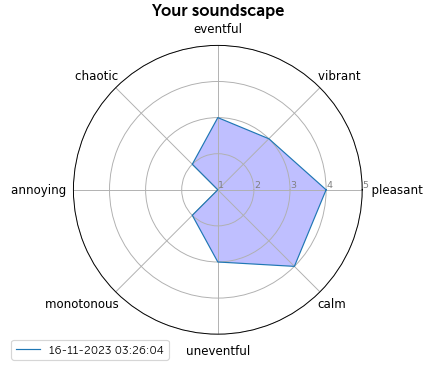 Your soundscape
eventful
chaotic
vibrant
annoying
1
2
3
4
5
pleasant
monotonous
calm
16-11-2023 03:26:04
uneventful